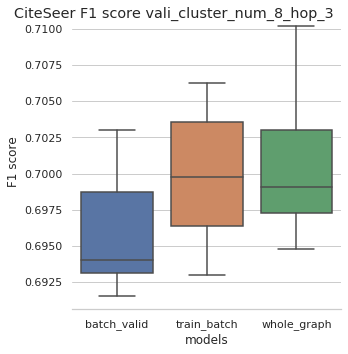 CiteSeer F1 score vali_cluster_num_8_hop_3
0.7100
0.7075
0.7050
0.7025
0.7000
0.6975
0.6950
0.6925
F1 score
batch_valid train_batch whole_graph
models